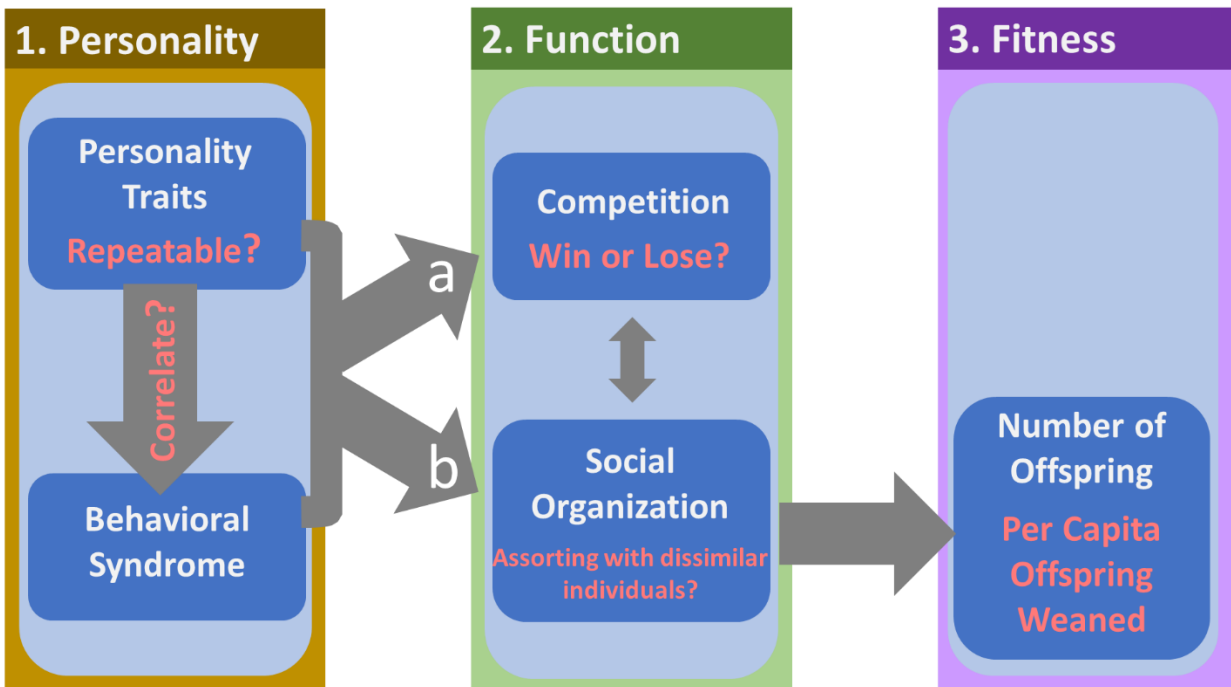 1. Personality
Personality
Traits
Repeatable?
Correlate?
Behavioral
Syndrome
a
b
2. Function
Competition
Win or Lose?
Social
Organization
Assorting with dissimilar
individuals?
3. Fitness
Number of
Offspring
Per Capita
Offspring
Weaned